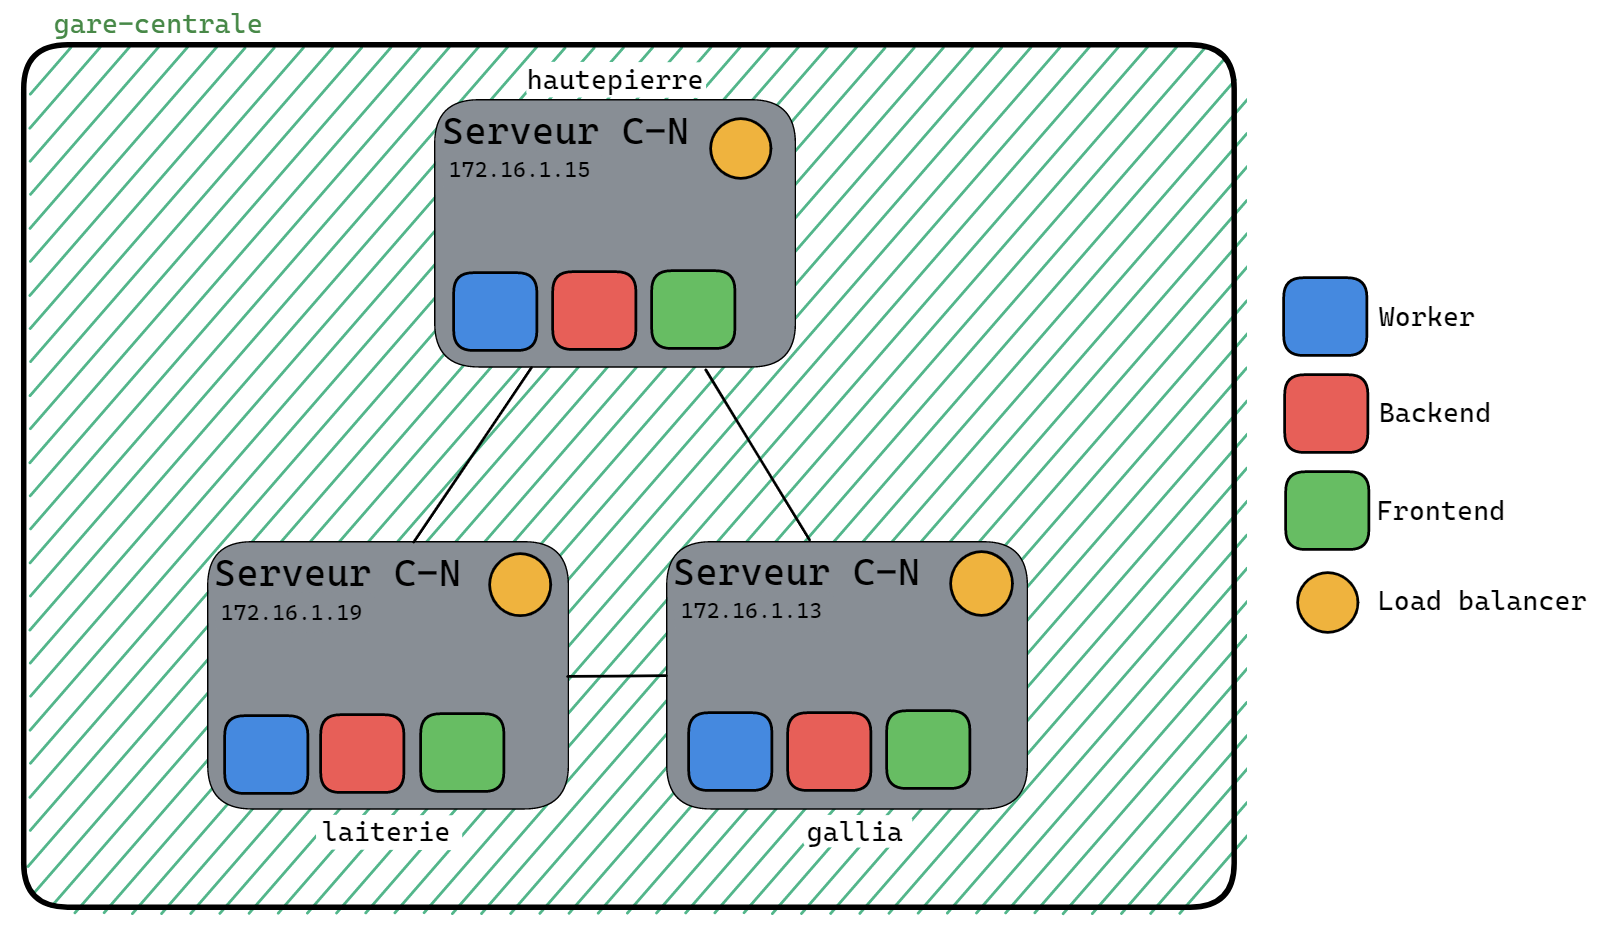 gare-centrale
hautepierre
Serveur C-N
172.16.1.15
Worker
Backend
Frontend
Load balancer
Serveur C-N
172.16.1.19
laiterie
Serveur C-N
172.16.1.13
gallia